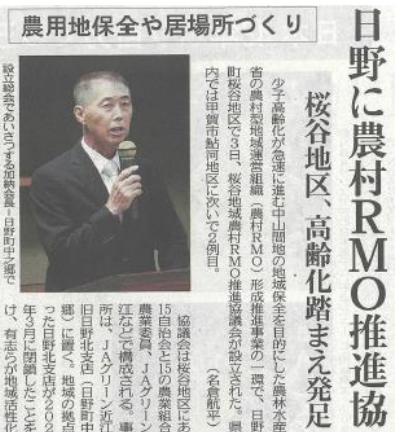 農用地保全や居場所づくり
日野に農村RMO推進協
桜谷地区、高齢化踏まえ発足
少子高齢化が急速に進む中山間地の地域保全を目的にした農林水産
省の農村型地域運営組織(農村RMO)形成推進事業の一環で、日野
町桜谷地区で3日、桜谷地域農村RMO推進協議会が設立された。県
内では甲賀市鮎河地区に次いで2例目。
(名倉航平)
設立総会であいさつする加納会長=日野町中之郷で
協議会は桜谷地区にあ
15自治会と15の農業組合
農業委員、JAグリーン
江などで構成される。事
所は、JAグリーン近江
旧日野北支店(日野町中
郷)に置く。地域の拠点
った日野北支店が202
年3月に閉鎖したことを
け、有志らが地域活性化